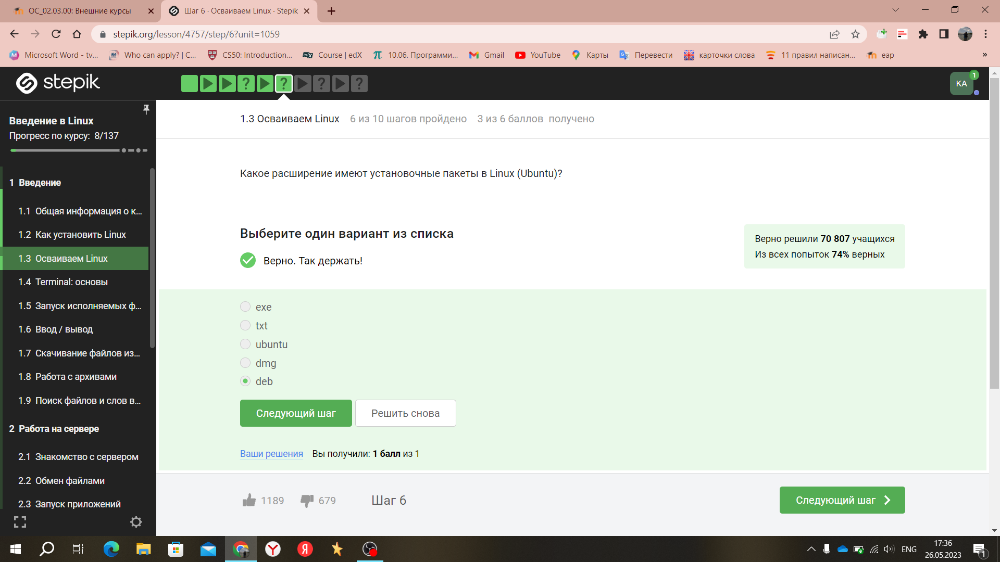 ОС_02.03.00: Внешние курсы
Шаг 6 · Осваиваем Linux · Stepik
stepik.org/lesson/4757/step/6?unit=1059
Microsoft Word - tv...
Who can apply? | C...
CS50: Introduction...
edX
Course | edX
10.06. Программи...
Gmail
YouTube
Карты
Перевести
карточки слова
11 правил написан...
eap
»
stepik
?
?
?
?
KA
1
Введение в Linux
Прогресс по курсу: 8/137
1 Введение
1.1 Общая информация о к...
1.2 Как установить Linux
1.3 Осваиваем Linux
1.4 Terminal: основы
1.5 Запуск исполняемых ф...
1.6 Ввод / вывод
1.7 Скачивание файлов из...
1.8 Работа с архивами
1.9 Поиск файлов и слов в...
2 Работа на сервере
2.1 Знакомство с сервером
2.2 Обмен файлами
2.3 Запуск приложений
1.3 Осваиваем Linux 6 из 10 шагов пройдено 3 из 6 баллов получено
Какое расширение имеют установочные пакеты в Linux (Ubuntu)?
Выберите один вариант из списка
Верно. Так держать!
Верно решили 70 807 учащихся
Из всех попыток 74% верных
exe
txt
ubuntu
dmg
deb
Следующий шаг
Решить снова
Ваши решения Вы получили: 1 балл из 1
1189
679
Шаг 6
Следующий шаг
ENG
17:36
26.05.2023
1